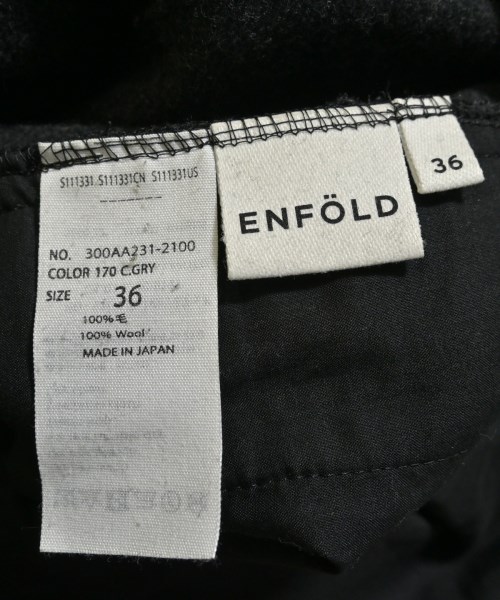 S111331 S111331CN S111331US
NO. 300AA231-2100
COLOR 170 C.GRY
SIZE 36
100%毛
100% Wool
MADE IN JAPAN
ENFÖLD
36